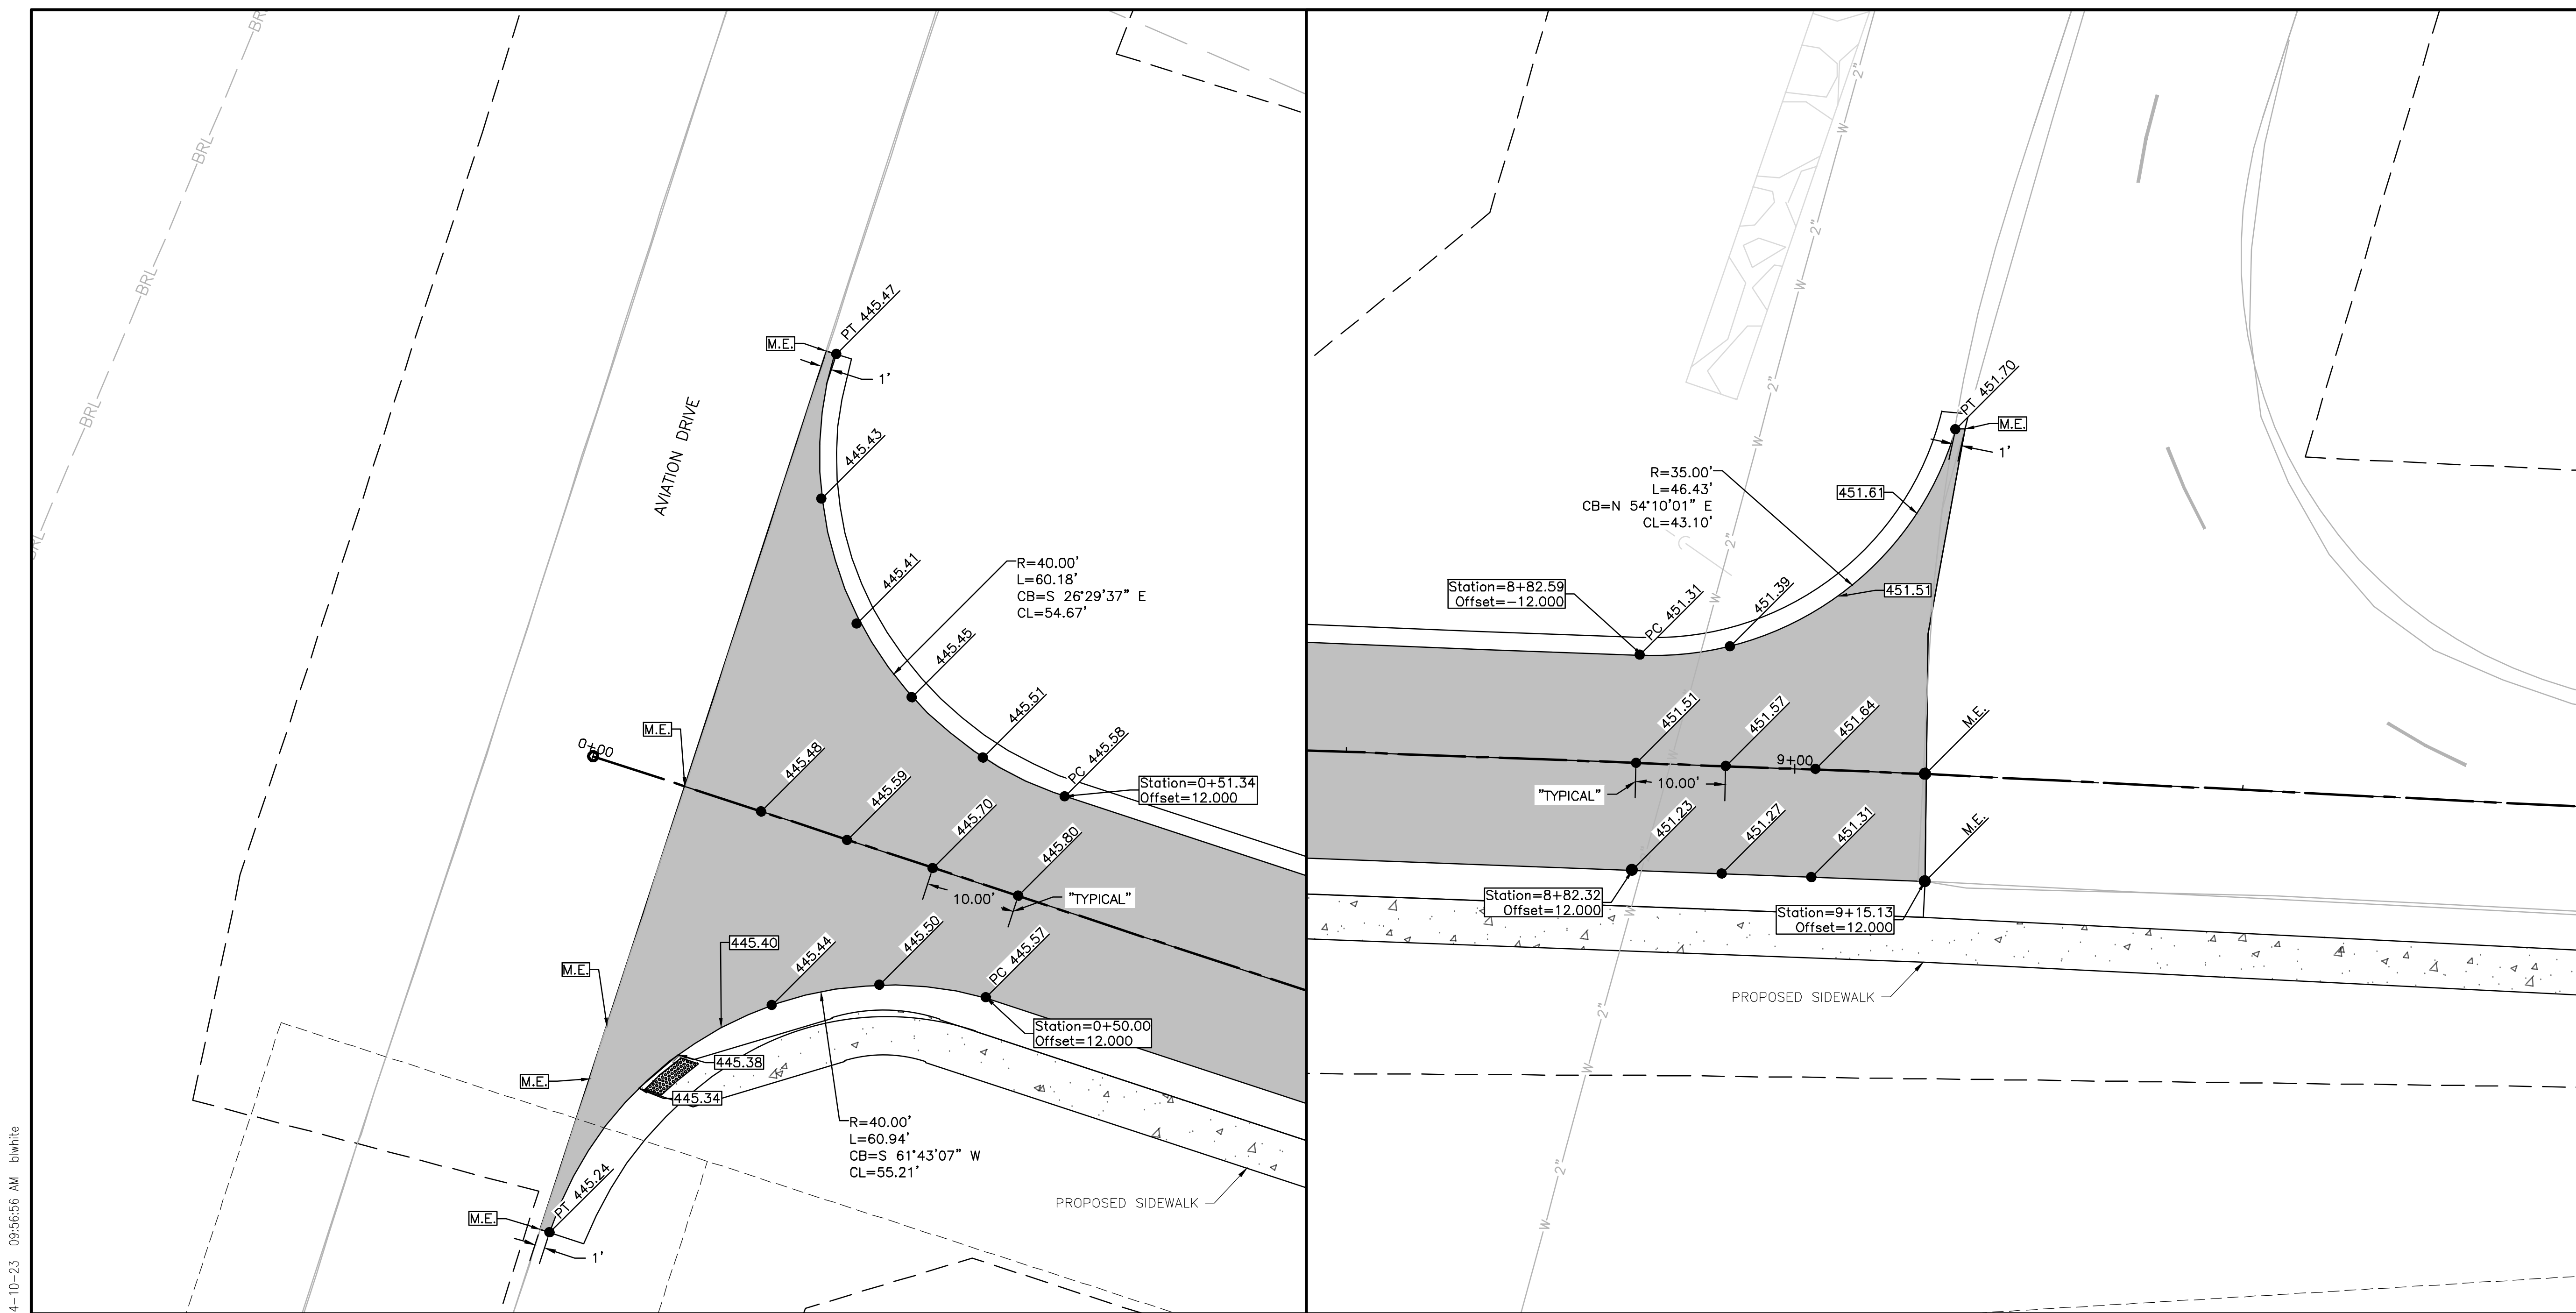 BRL
BRL
BRL
BRL
BRL
AVIATION DRIVE
M.E.
PT 445.47
1'
445.43
445.41
445.45
445.51
PC 445.58
R=40.00'
L=60.18'
CB=S 26°29'37" E
CL=54.67'
Station=0+51.34
Offset=12.000
M.E.
0+00
445.48
445.59
445.70
445.80
10.00'
"TYPICAL"
445.40
445.44
445.50
PC 445.57
M.E.
Station=0+50.00
Offset=12.000
M.E.
445.38
445.34
R=40.00'
L=60.94'
CB=S 61°43'07" W
CL=55.21'
PT 445.24
M.E.
1'
PROPOSED SIDEWALK
4-10-23 09:56:56 AM blwhite
2"
W
2"
W
2"
W
2"
W
2"
W
W
W
2"
W
2"
W
PT 451.70
M.E.
1'
R=35.00'
L=46.43'
CB=N 54°10'01" E
CL=43.10'
451.61
451.51
Station=8+82.59
Offset=-12.000
PC 451.31
451.39
451.51
451.57
451.64
M.E.
9+00
10.00'
"TYPICAL"
451.23
451.27
451.31
M.E.
Station=8+82.32
Offset=12.000
Station=9+15.13
Offset=12.000
PROPOSED SIDEWALK